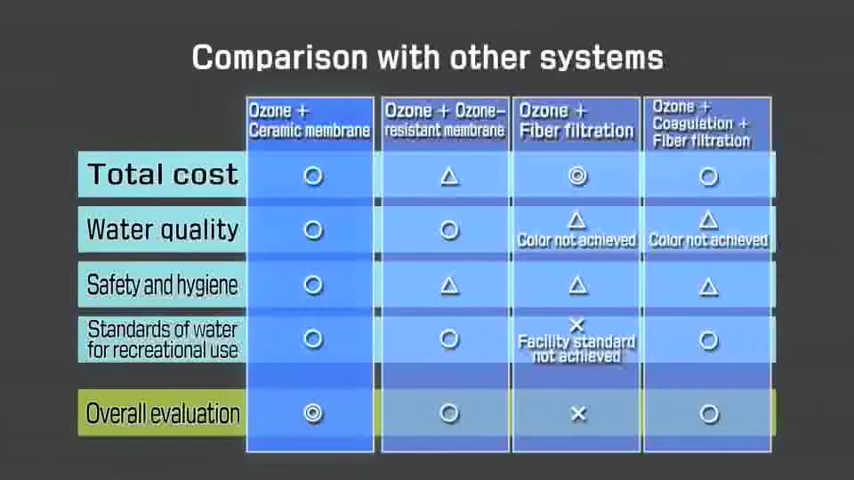 Comparison with other systems
Ozone +
Ceramic membrane
Ozone + Ozone-
resistant membrane
Ozone +
Fiber filtration
Ozone +
Coagulation +
Fiber filtration
Total cost ○ △ ◎ ○
Water quality ○ ○ △ △
Color not achieved Color not achieved
Safety and hygiene ○ △ △ △
Standards of water
for recreational use ○ ○ × ○
Facility standard
not achieved
Overall evaluation ◎ ○ × ○